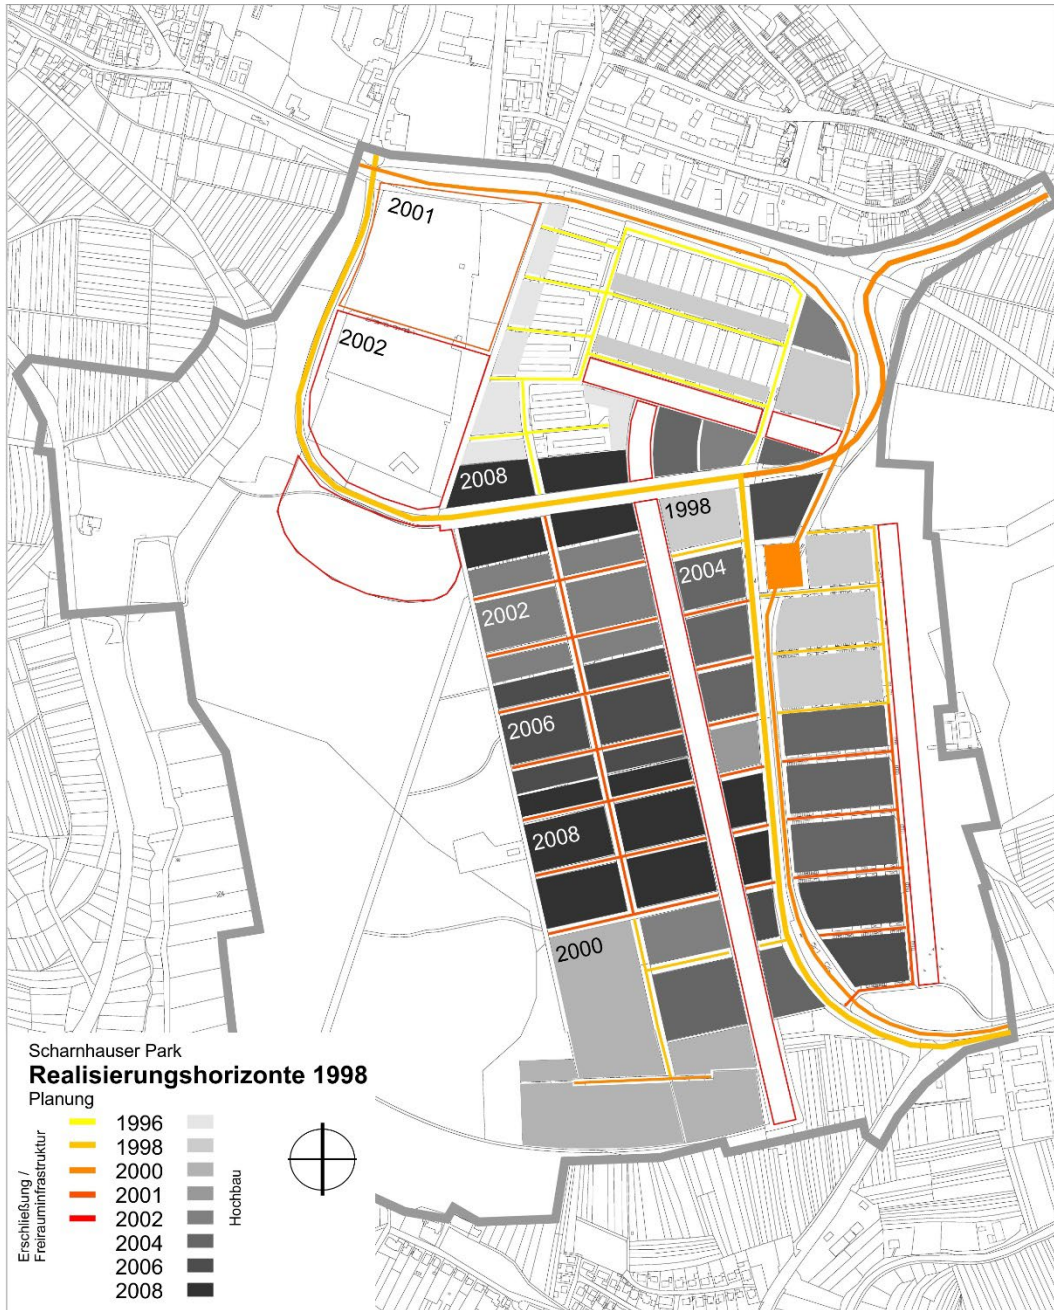 2001
2002
2008
1998
2004
2002
2006
2008
2000
Scharnhauser Park
Realisierungshorizonte 1998
Planung
Erschließung /
Freirauminfrastruktur
1996
1998
2000
2001
2002
2004
2006
2008
Hochbau